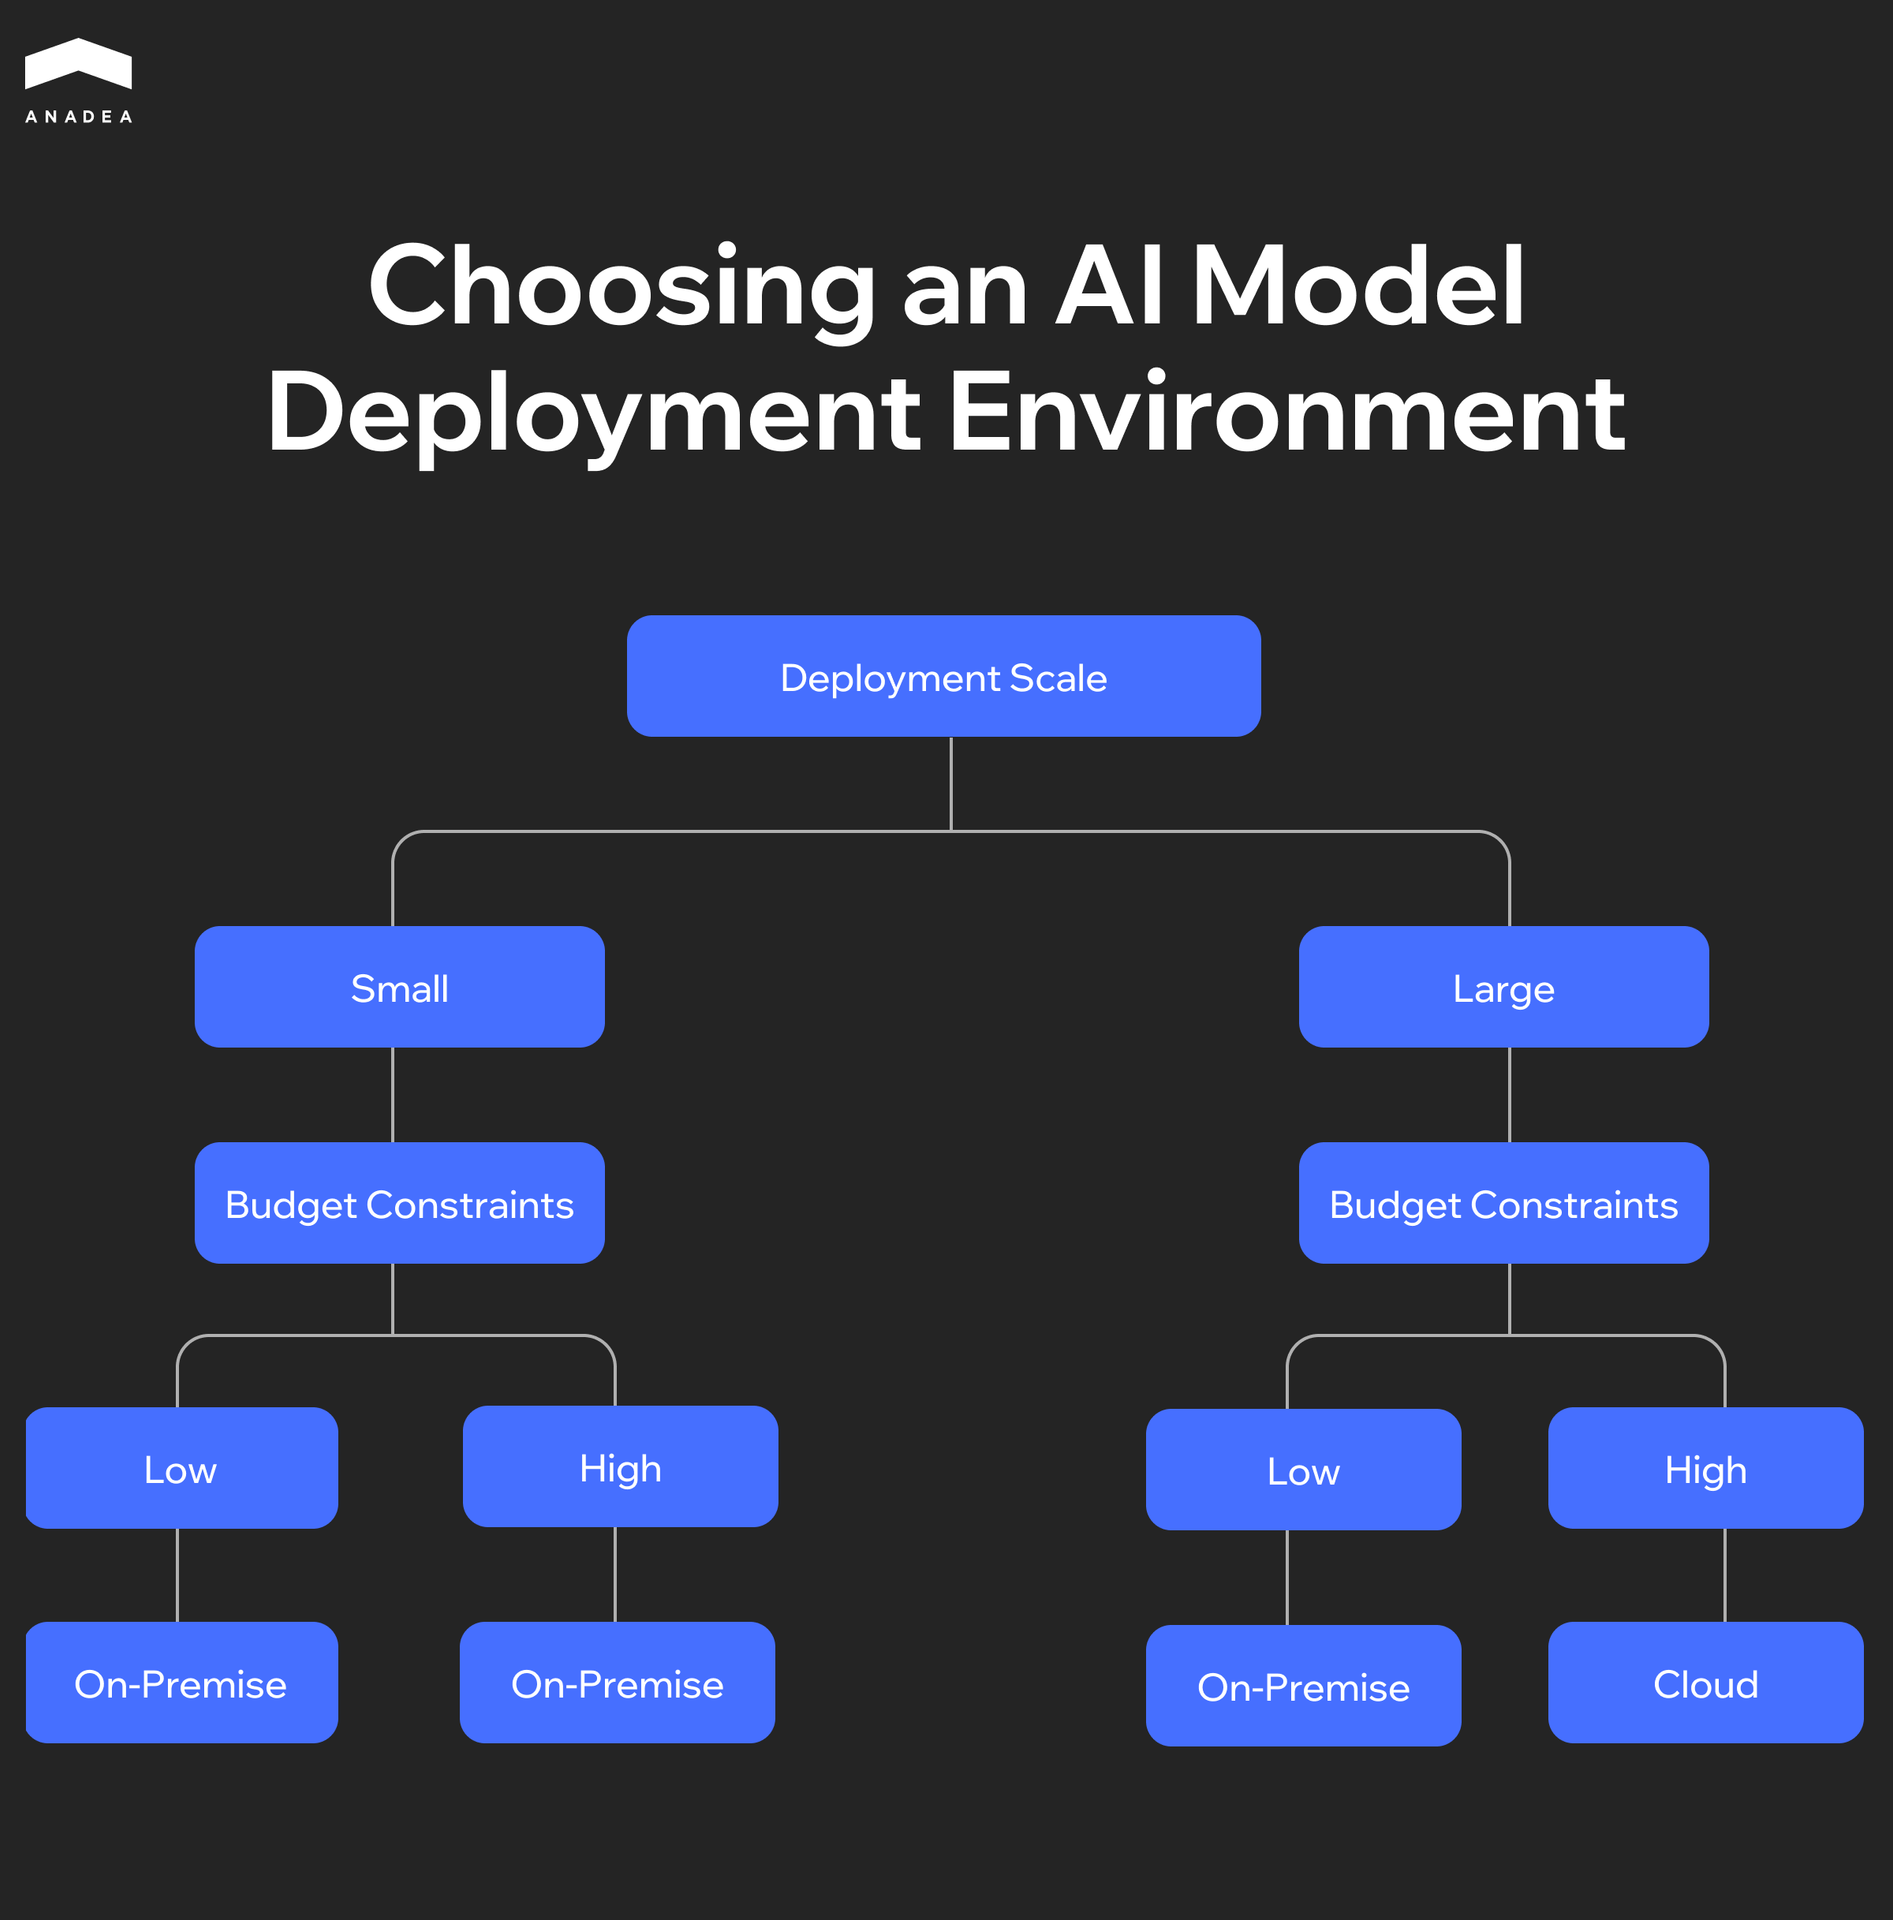 ANADEA
Choosing an AI Model
Deployment Environment
Deployment Scale
Small
Large
Budget Constraints
Budget Constraints
Low
High
Low
High
On-Premise
On-Premise
On-Premise
Cloud